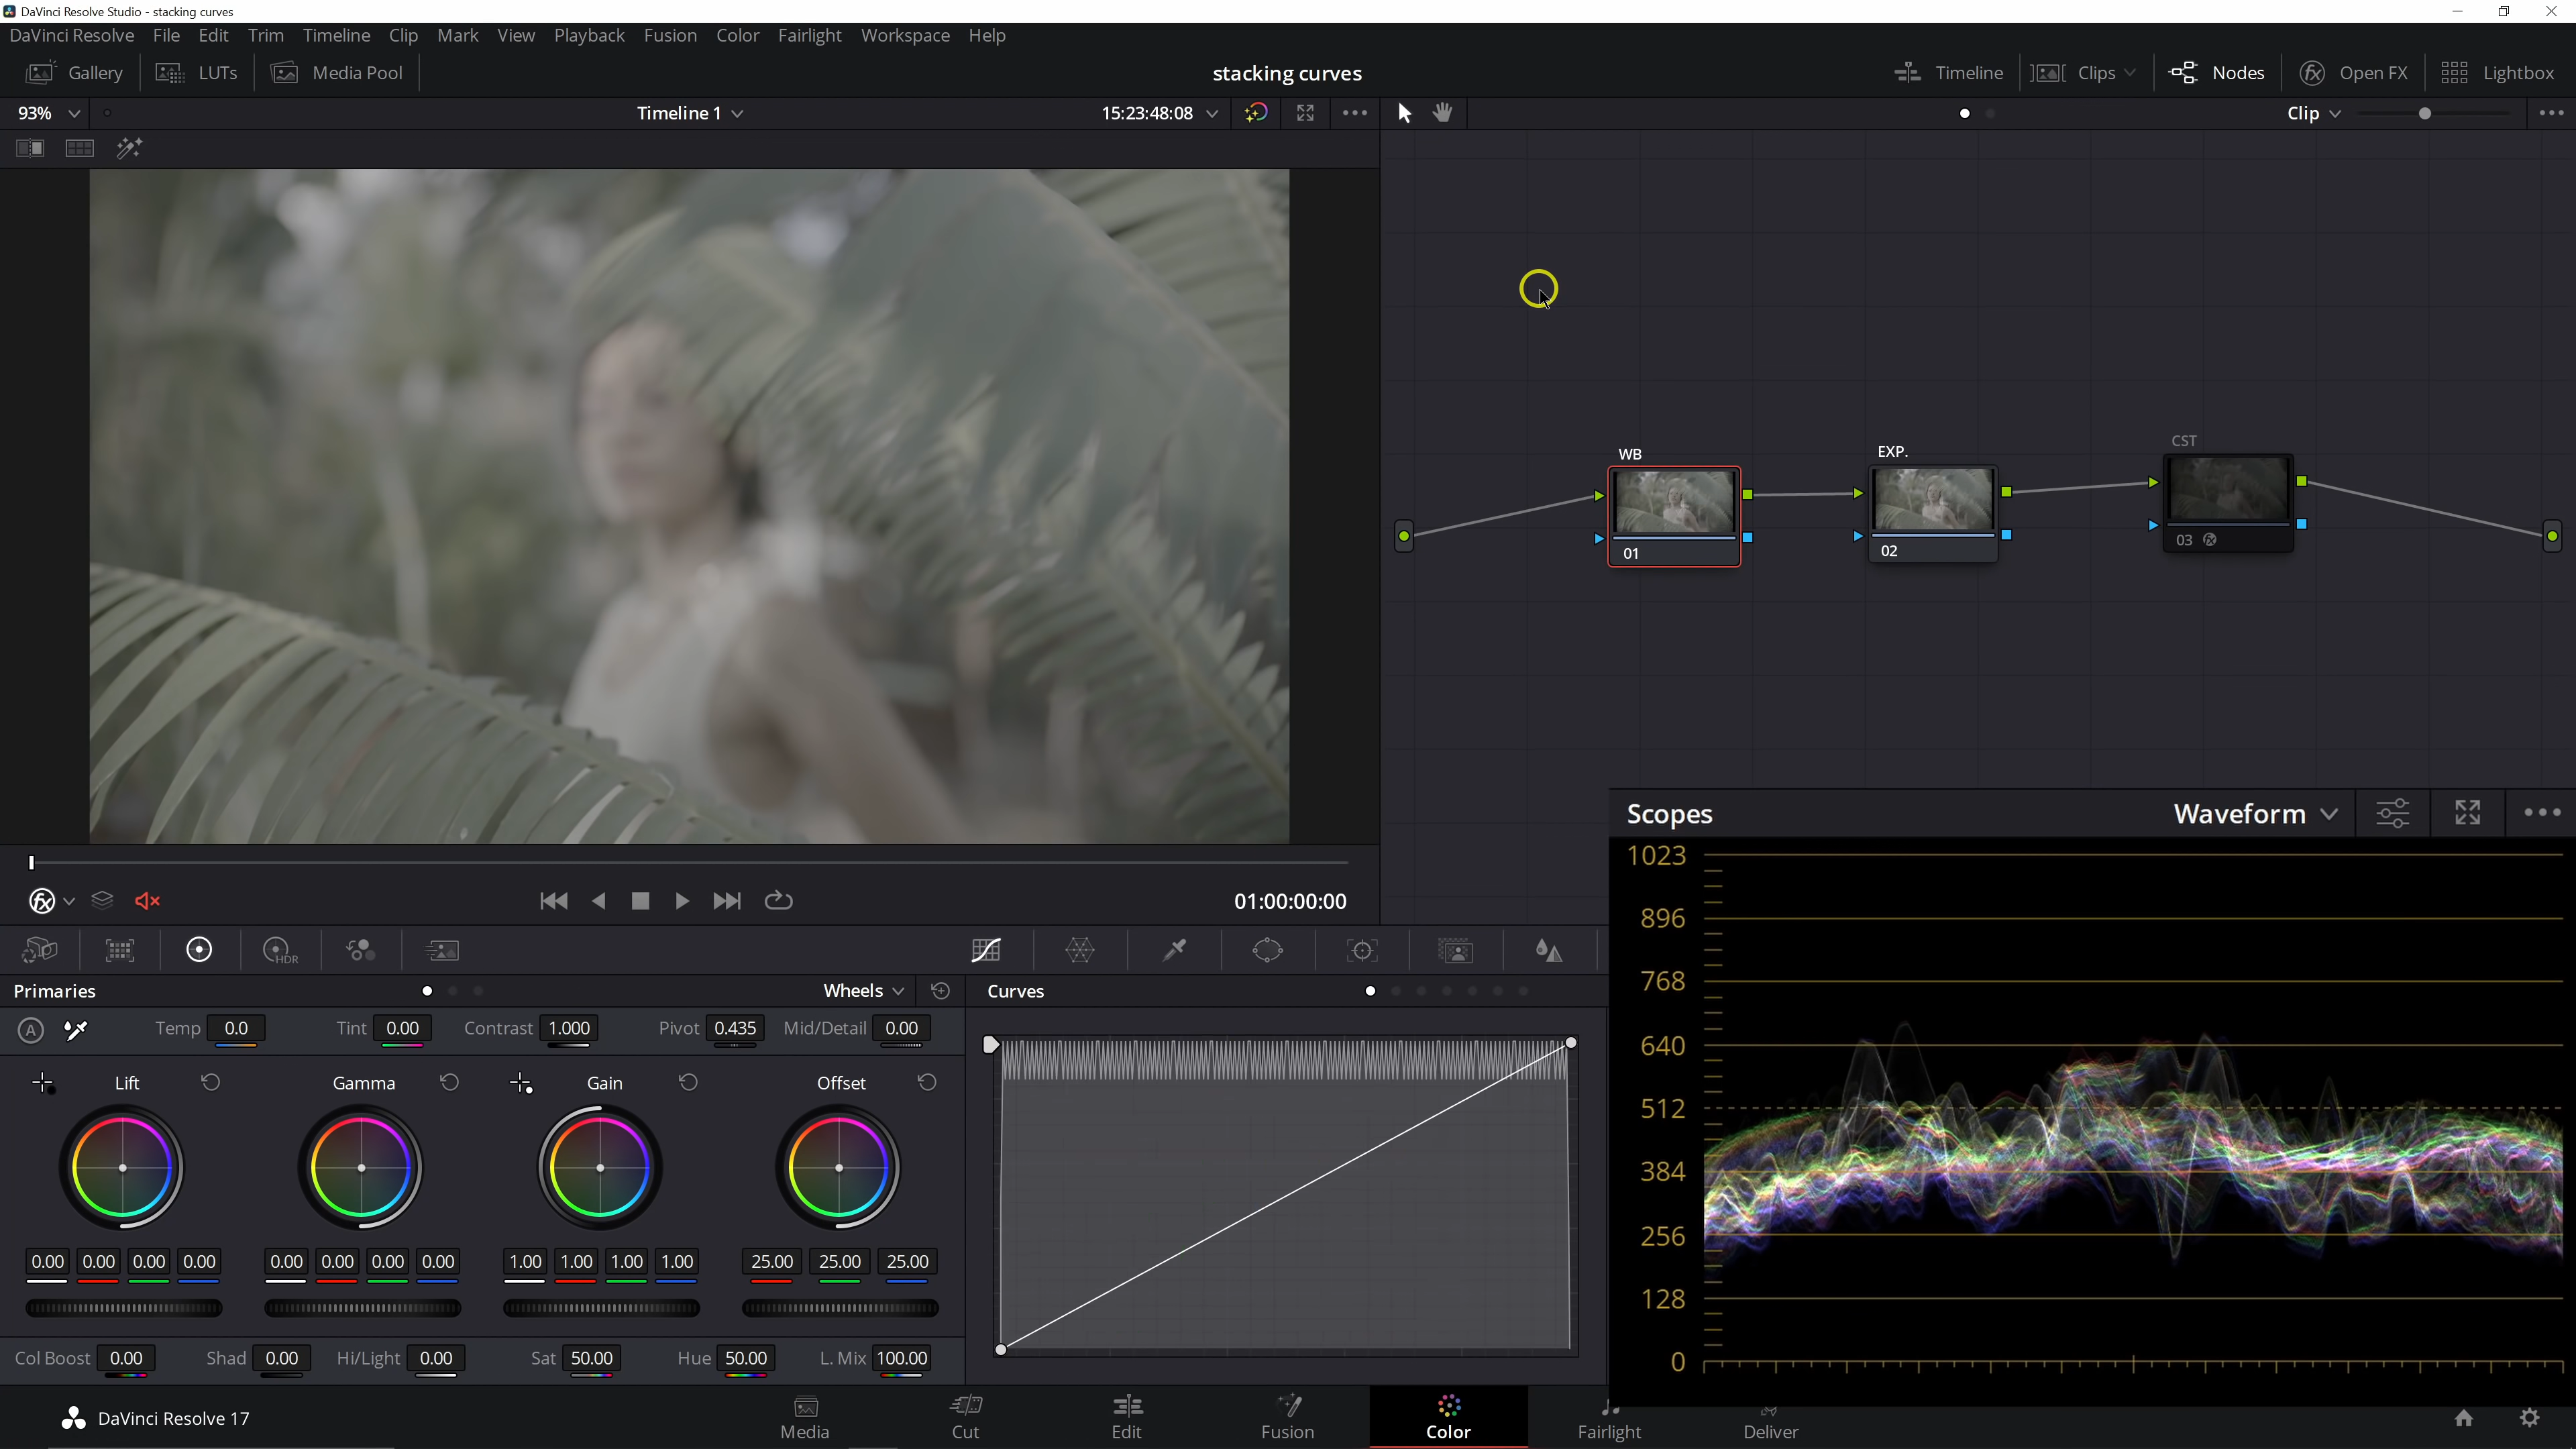 DaVinci Resolve Studio - stacking curves
DaVinci Resolve File Edit Trim Timeline Clip Mark View Playback Fusion Color Fairlight Workspace Help
Gallery LUTs Media Pool stacking curves Timeline Clips Nodes Open FX Lightbox
93% Timeline 1 15:23:48:08 Clip
WB EXP. CST
01 02 03
Scopes Waveform
1023
896
768
640
512
384
256
128
0
01:00:00:00
HDR
Primaries Wheels Curves
A Temp 0.0 Tint 0.00 Contrast 1.000 Pivot 0.435 Mid/Detail 0.00
Lift Gamma Gain Offset
0.00 0.00 0.00 0.00 0.00 0.00 0.00 0.00 1.00 1.00 1.00 1.00 25.00 25.00 25.00
Col Boost 0.00 Shad 0.00 Hi/Light 0.00 Sat 50.00 Hue 50.00 L. Mix 100.00
DaVinci Resolve 17 Media Cut Edit Fusion Color Fairlight Deliver